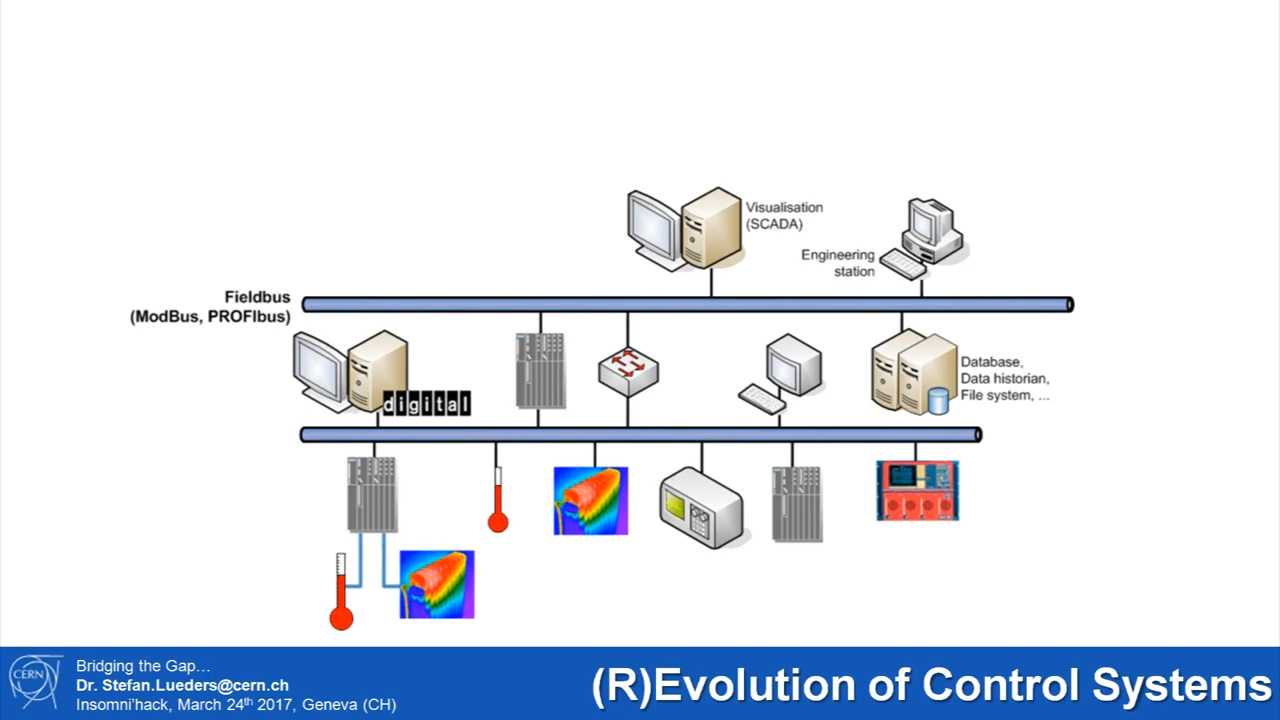 Visualisation
(SCADA)
Engineering
station
Fieldbus
(ModBus, PROFIbus)
digital
Database,
Data historian,
File system, ...
CERN
Bridging the Gap…
Dr. Stefan.Lueders@cern.ch
Insomni'hack, March 24th 2017, Geneva (CH)
(R)Evolution of Control Systems